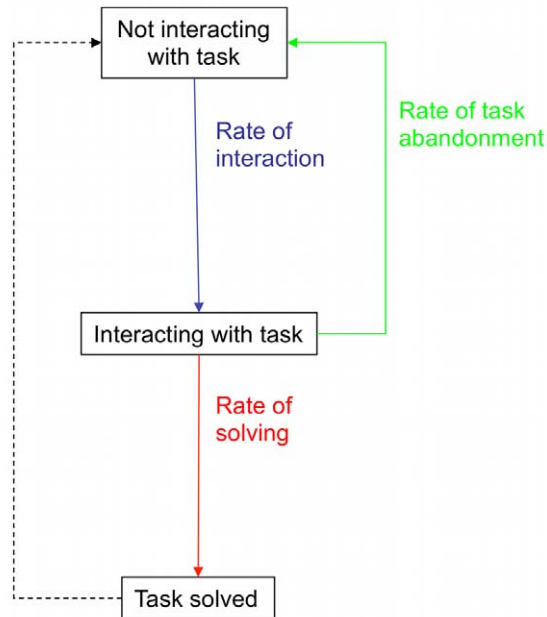 Not interacting
with task
Rate of task
abandonment
Rate of
interaction
Interacting with task
Rate of
solving
Task solved